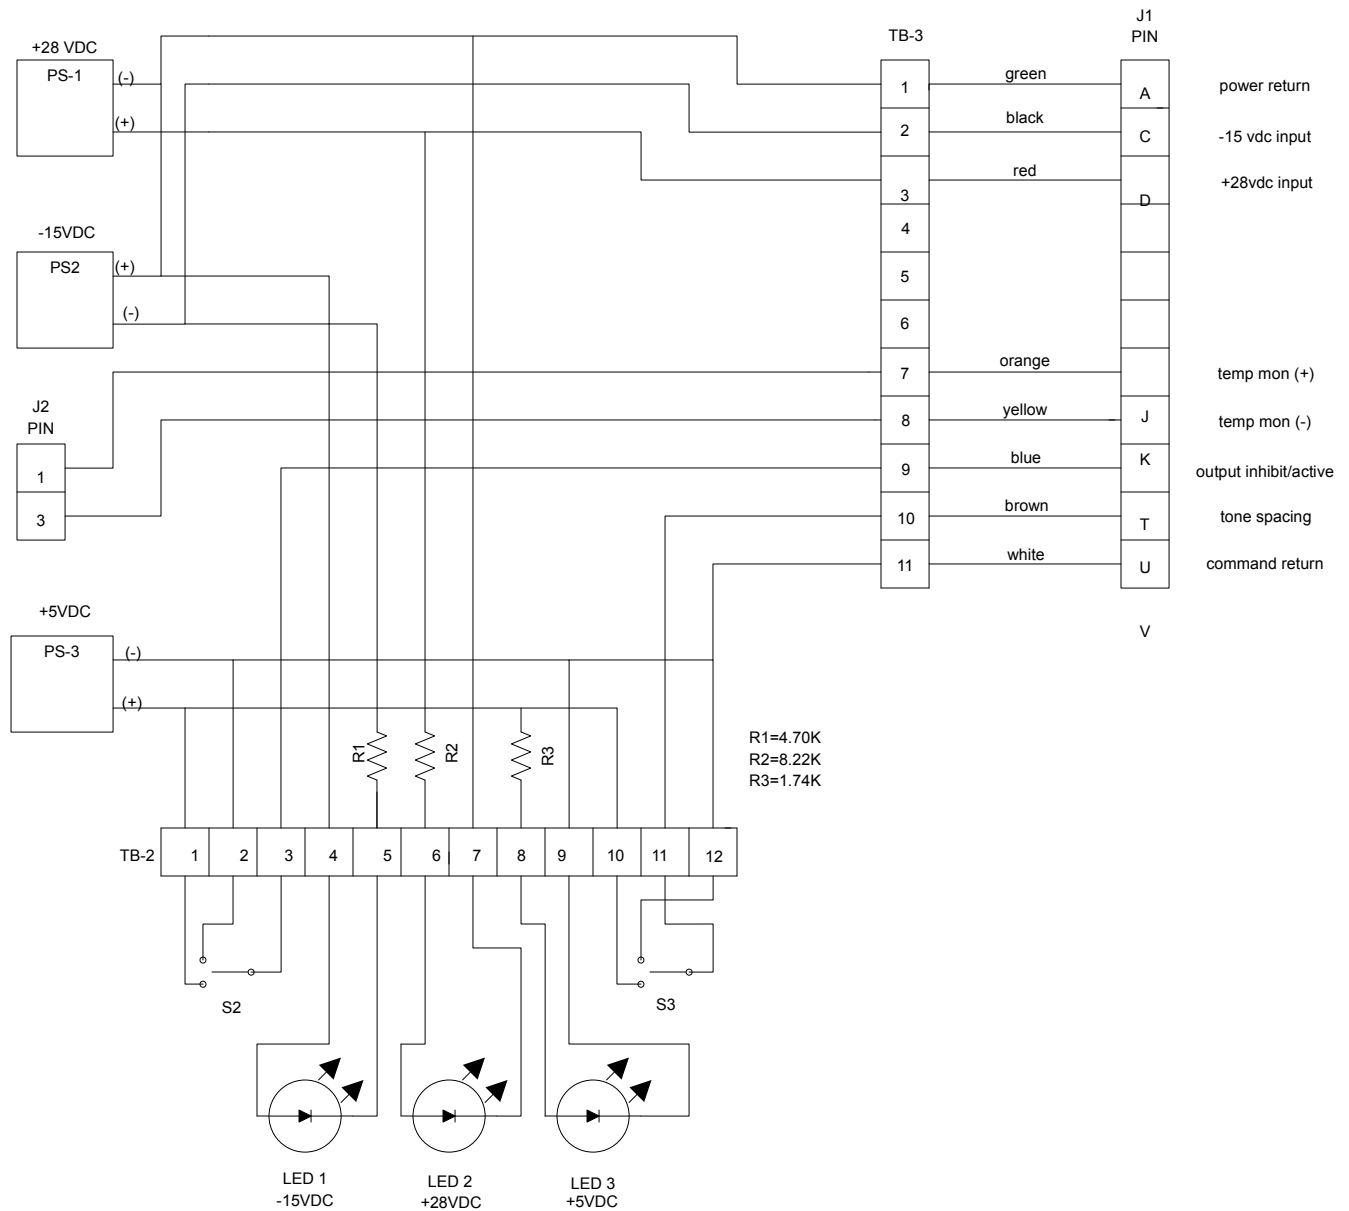 J1
PIN
TB-3
+28 VDC
PS-1
(-)
(+)
1
green
A
power return
2
black
C
-15 vdc input
3
red
D
+28vdc input
4
5
6
-15VDC
PS2
(+)
(-)
7
orange
temp mon (+)
J2
PIN
8
yellow
J
temp mon (-)
1
9
blue
K
output inhibit/active
3
10
brown
T
tone spacing
11
white
U
command return
+5VDC
V
PS-3
(-)
(+)
R1
R2
R3
R1=4.70K
R2=8.22K
R3=1.74K
TB-2 1 2 3 4 5 6 7 8 9 10 11 12
S2
S3
LED 1
-15VDC
LED 2
+28VDC
LED 3
+5VDC